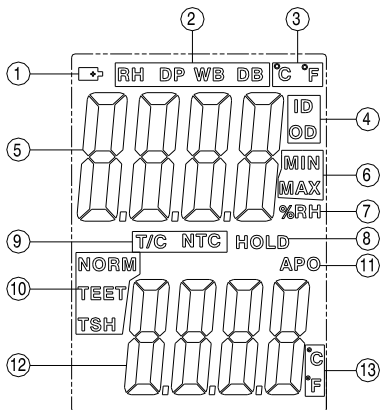 ② ③
① RH DP WB DB °C °F
ID
OD ④
⑤
MIN
MAX ⑥
%RH ⑦
⑨ T/C NTC HOLD ⑧
NORM APO ⑪
⑩ TEET
TSH
⑫ °C
°F ⑬